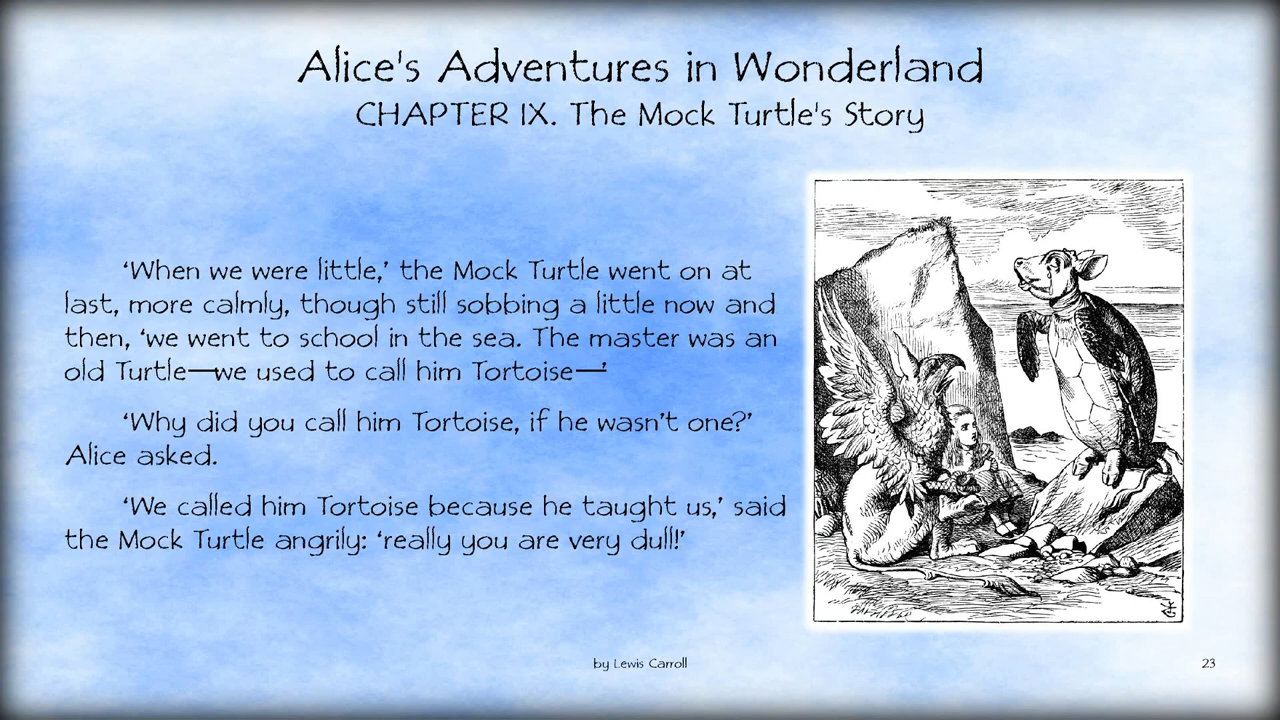 Alice's Adventures in Wonderland
CHAPTER IX. The Mock Turtle's Story
‘When we were little,’ the Mock Turtle went on at
last, more calmly, though still sobbing a little now and
then, ‘we went to school in the sea. The master was an
old Turtle—we used to call him Tortoise—’
‘Why did you call him Tortoise, if he wasn’t one?’
Alice asked.
‘We called him Tortoise because he taught us,’ said
the Mock Turtle angrily: ‘really you are very dull!’
by Lewis Carroll
23